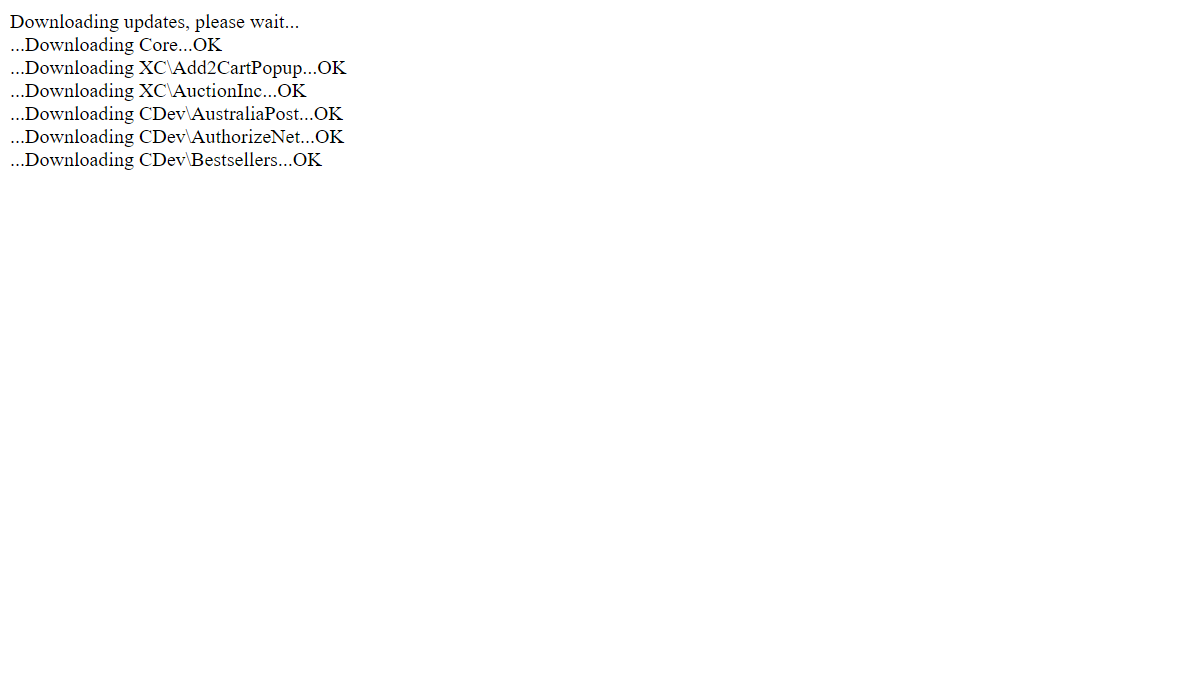 Downloading updates, please wait...
...Downloading Core...OK
...Downloading XC\Add2CartPopup...OK
...Downloading XC\AuctionInc...OK
...Downloading CDev\AustraliaPost...OK
...Downloading CDev\AuthorizeNet...OK
...Downloading CDev\Bestsellers...OK